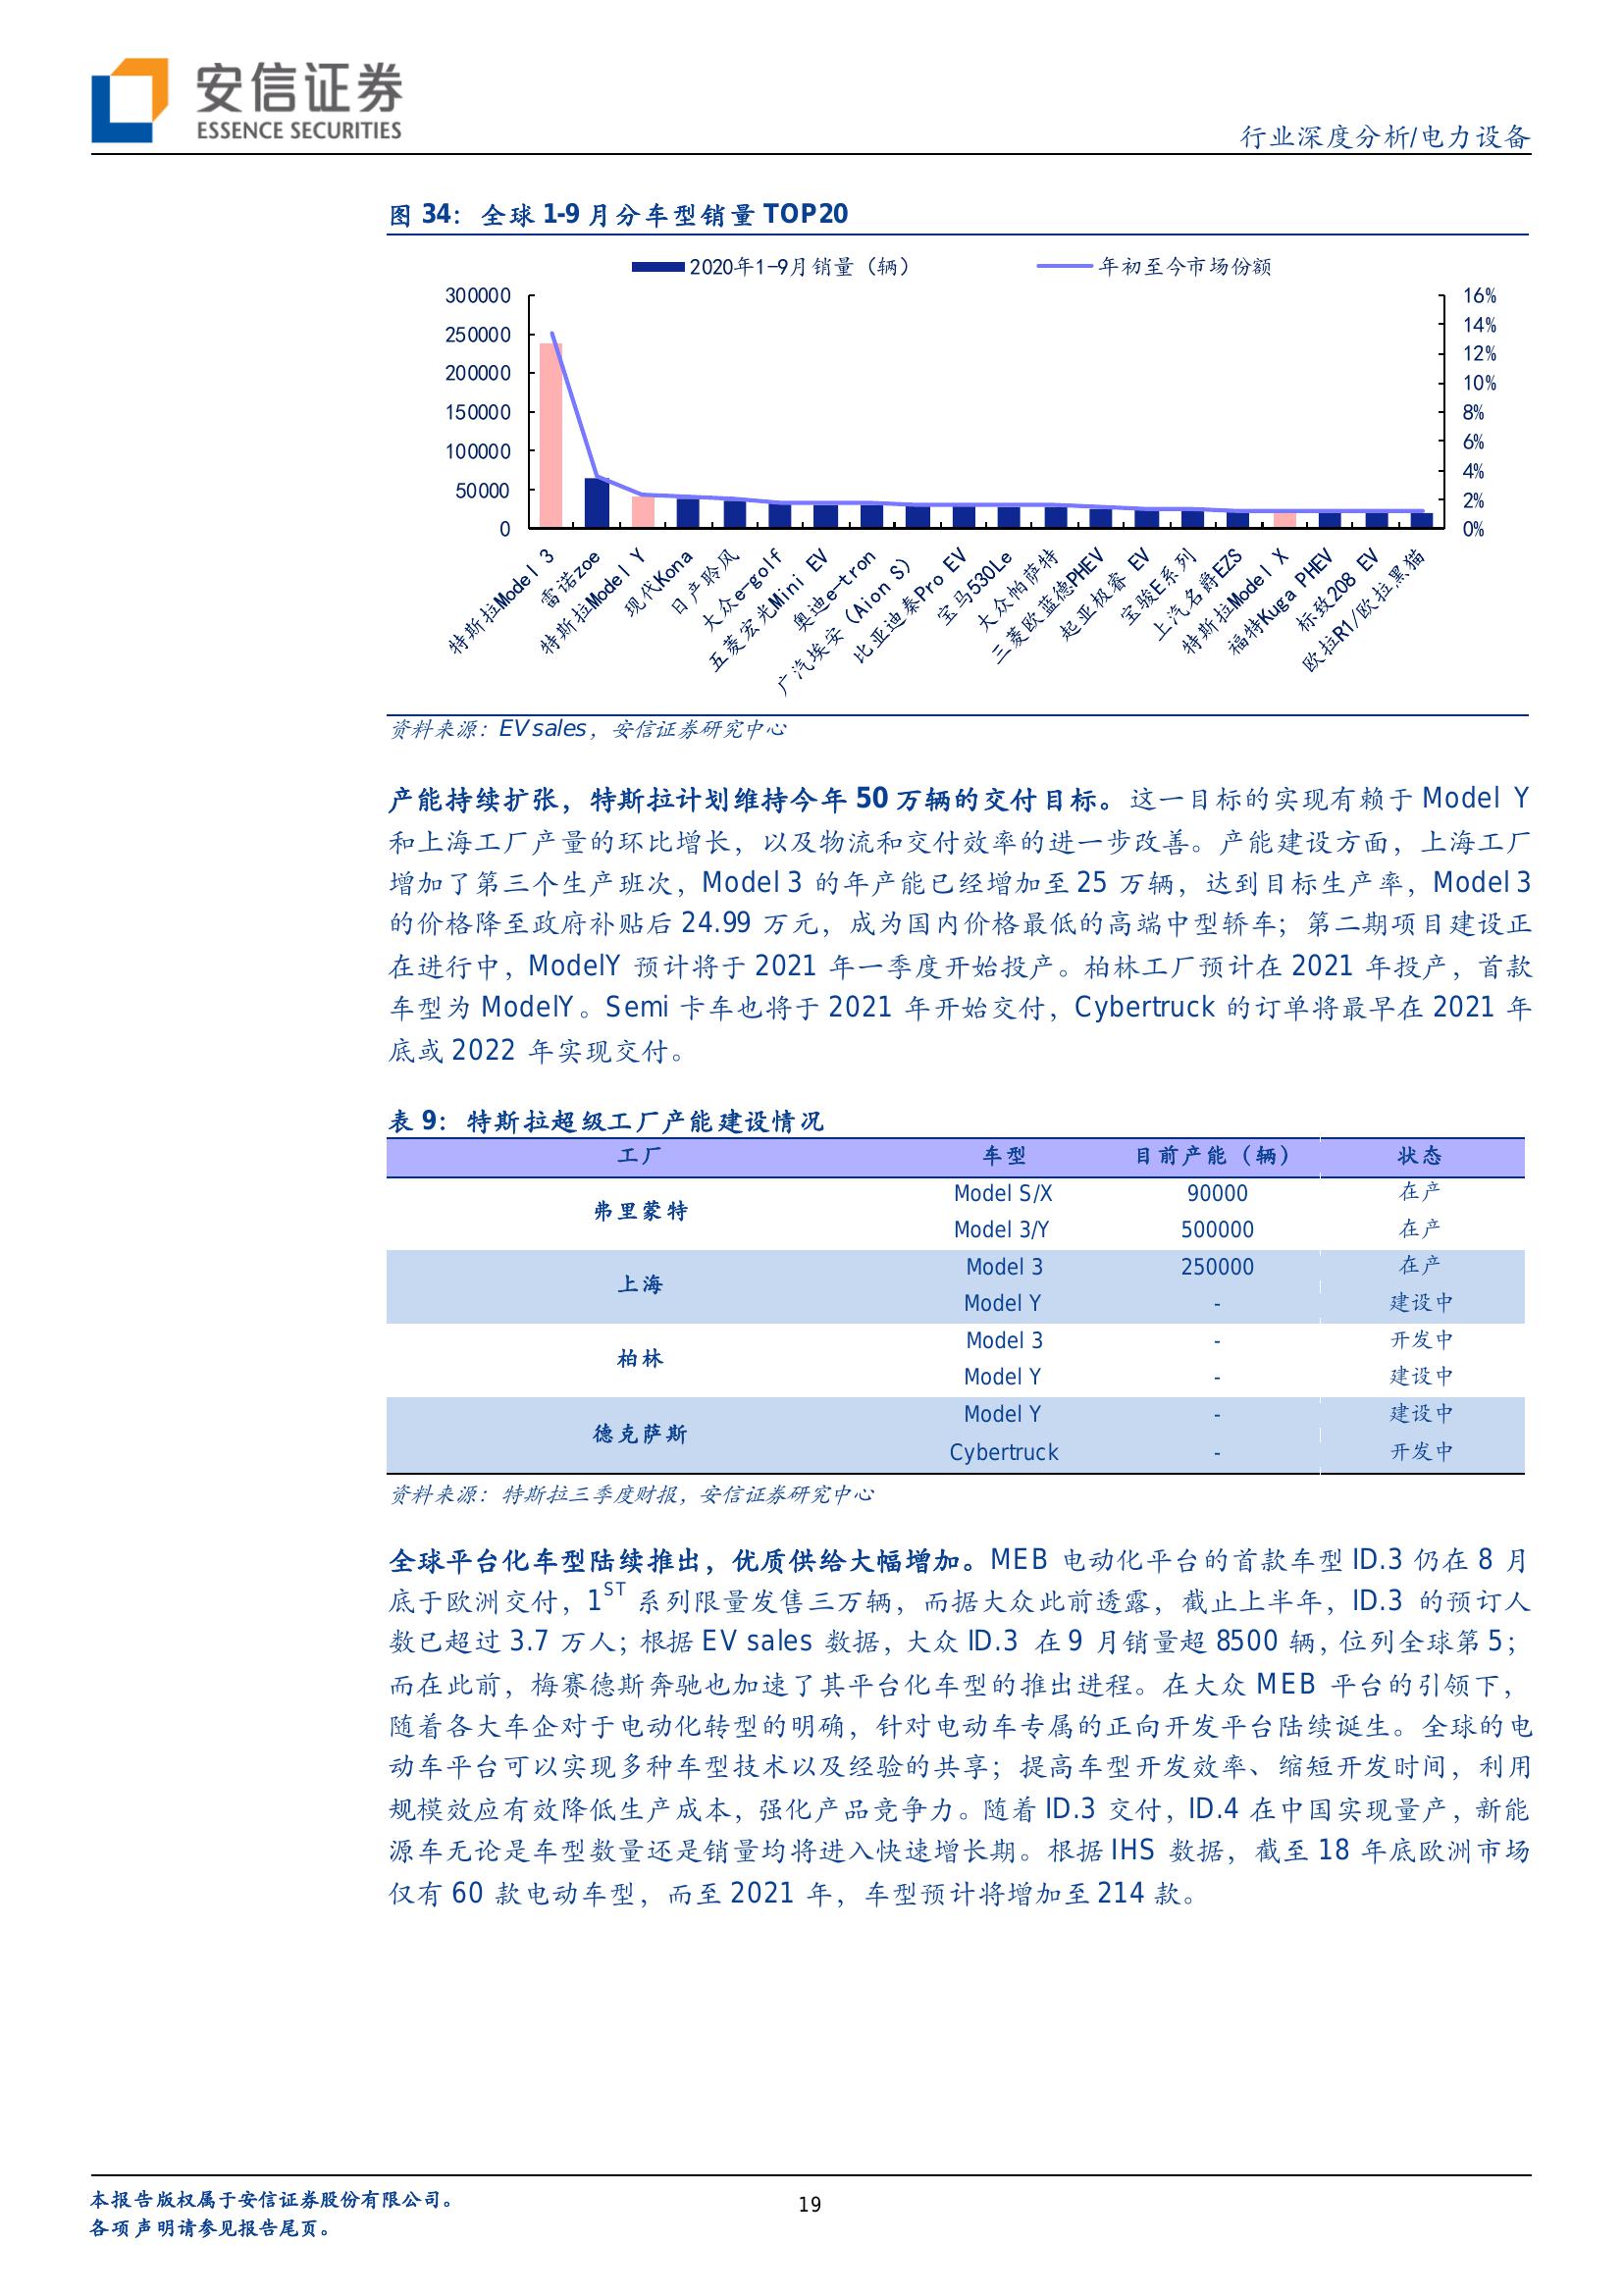 安信证券
ESSENCE SECURITIES
行业深度分析/电力设备
图 34：全球 1-9 月分车型销量 TOP20
2020年1-9月销量（辆）
年初至今市场份额
300000
250000
200000
150000
100000
50000
0
16%
14%
12%
10%
8%
6%
4%
2%
0%
特斯拉Model 3
雷诺zoe
特斯拉Model Y
现代Kona
日产聆风
大众e-golf
五菱宏光Mini EV
奥迪e-tron
广汽埃安（Aion S）
比亚迪秦Pro EV
宝马530Le
大众帕萨特
三菱欧蓝德PHEV
起亚极睿 EV
宝骏E系列
上汽名爵EZS
特斯拉Model X
福特Kuga PHEV
标致208 EV
欧拉R1/欧拉黑猫
资料来源：EV sales，安信证券研究中心
产能持续扩张，特斯拉计划维持今年 50 万辆的交付目标。这一目标的实现有赖于 Model Y
和上海工厂产量的环比增长，以及物流和交付效率的进一步改善。产能建设方面，上海工厂
增加了第三个生产班次，Model 3 的年产能已经增加至 25 万辆，达到目标生产率，Model 3
的价格降至政府补贴后 24.99 万元，成为国内价格最低的高端中型轿车；第二期项目建设正
在进行中，ModelY 预计将于 2021 年一季度开始投产。柏林工厂预计在 2021 年投产，首款
车型为 ModelY。Semi 卡车也将于 2021 年开始交付，Cybertruck 的订单将最早在 2021 年
底或 2022 年实现交付。
表 9：特斯拉超级工厂产能建设情况
工厂 车型 目前产能（辆） 状态
弗里蒙特 Model S/X 90000 在产
Model 3/Y 500000 在产
上海 Model 3 250000 在产
Model Y - 建设中
柏林 Model 3 - 开发中
Model Y - 建设中
德克萨斯 Model Y - 建设中
Cybertruck - 开发中
资料来源：特斯拉三季度财报，安信证券研究中心
全球平台化车型陆续推出，优质供给大幅增加。MEB 电动化平台的首款车型 ID.3 仍在 8 月
底于欧洲交付，1ST 系列限量发售三万辆，而据大众此前透露，截止上半年，ID.3 的预订人
数已超过 3.7 万人；根据 EV sales 数据，大众 ID.3 在 9 月销量超 8500 辆，位列全球第 5；
而在此前，梅赛德斯奔驰也加速了其平台化车型的推出进程。在大众 MEB 平台的引领下，
随着各大车企对于电动化转型的明确，针对电动车专属的正向开发平台陆续诞生。全球的电
动车平台可以实现多种车型技术以及经验的共享；提高车型开发效率、缩短开发时间，利用
规模效应有效降低生产成本，强化产品竞争力。随着 ID.3 交付，ID.4 在中国实现量产，新能
源车无论是车型数量还是销量均将进入快速增长期。根据 IHS 数据，截至 18 年底欧洲市场
仅有 60 款电动车型，而至 2021 年，车型预计将增加至 214 款。
本报告版权属于安信证券股份有限公司。
各项声明请参见报告尾页。
19